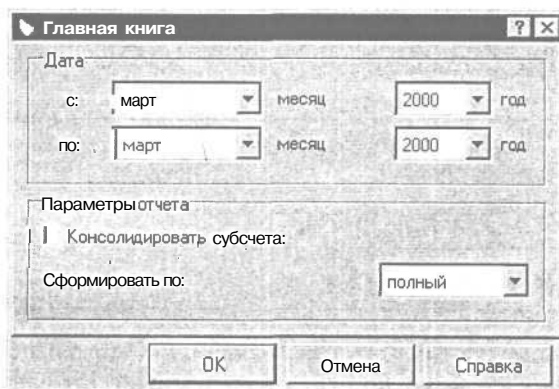 Главная книга ? ×
Дата
с: март месяц 2000 год
по: март месяц 2000 год
Параметры отчета
Консолидировать субсчета:
Сформировать по: полный
OK Отмена Справка